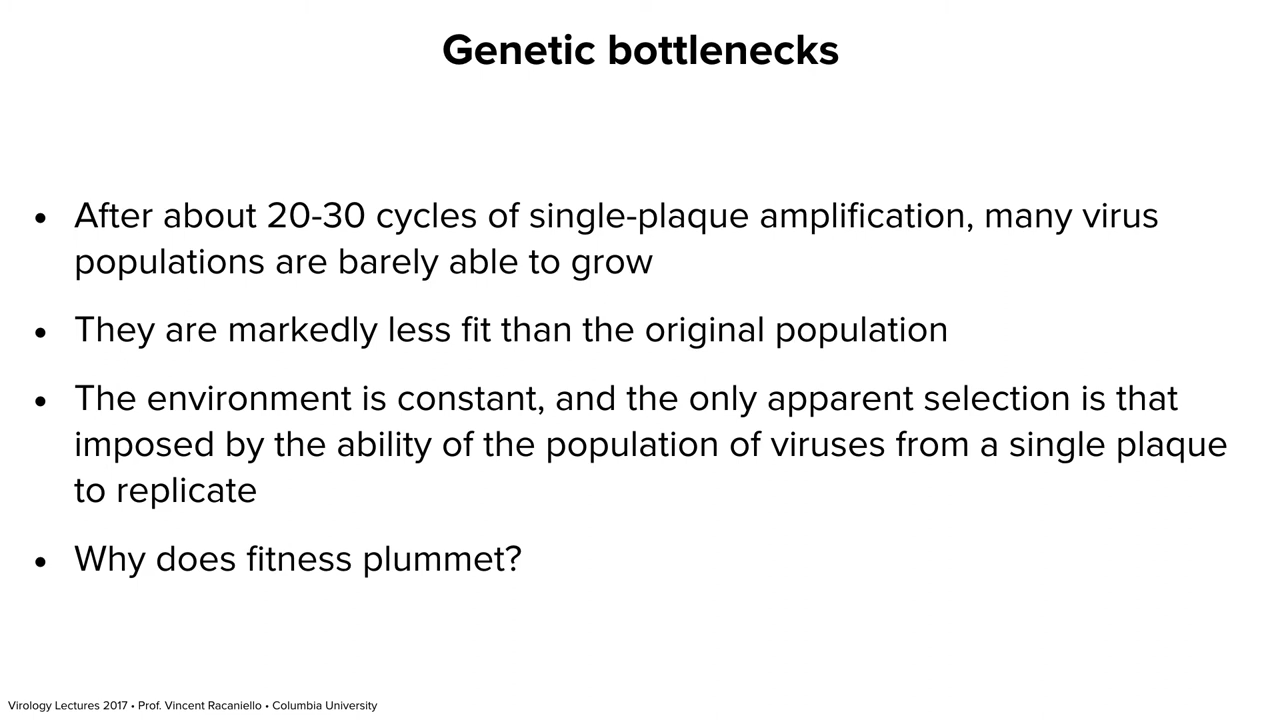 Genetic bottlenecks
• After about 20-30 cycles of single-plaque amplification, many virus
populations are barely able to grow
• They are markedly less fit than the original population
• The environment is constant, and the only apparent selection is that
imposed by the ability of the population of viruses from a single plaque
to replicate
• Why does fitness plummet?
Virology Lectures 2017 • Prof. Vincent Racaniello • Columbia University